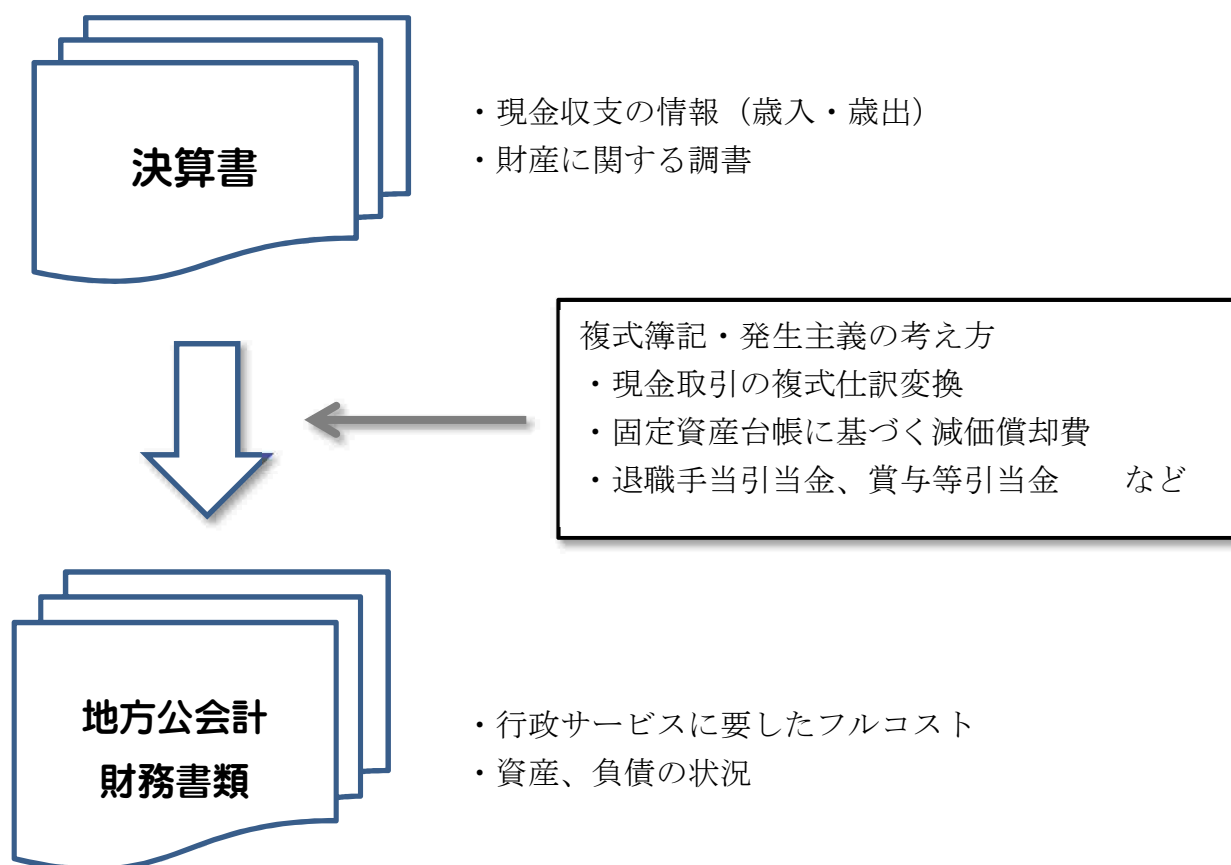 決算書
・現金収支の情報（歳入・歳出）
・財産に関する調書
複式簿記・発生主義の考え方
・現金取引の複式仕訳変換
・固定資産台帳に基づく減価償却費
・退職手当引当金、賞与等引当金　　など
地方公会計
財務書類
・行政サービスに要したフルコスト
・資産、負債の状況